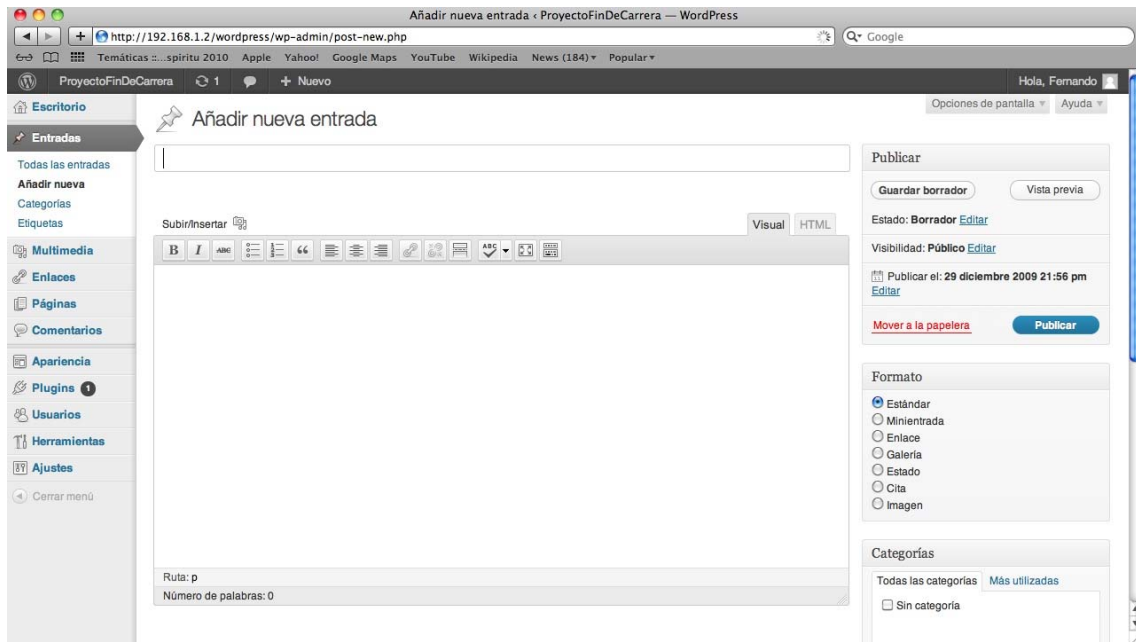 Añadir nueva entrada ‹ ProyectoFinDeCarrera — WordPress
http://192.168.1.2/wordpress/wp-admin/post-new.php
Google
Temáticas ::...spiritu 2010 Apple Yahoo! Google Maps YouTube Wikipedia News (184) Popular
ProyectoFinDeCarrera 1 + Nuevo Hola, Fernando
Opciones de pantalla Ayuda
Escritorio
Entradas
Todas las entradas
Añadir nueva
Categorías
Etiquetas
Multimedia
Enlaces
Páginas
Comentarios
Apariencia
Plugins 1
Usuarios
Herramientas
Ajustes
Cerrar menú
Añadir nueva entrada
Subir/Insertar
Visual HTML
B I ABC ABC
Ruta: p
Número de palabras: 0
Publicar
Guardar borrador Vista previa
Estado: Borrador Editar
Visibilidad: Público Editar
Publicar el: 29 diciembre 2009 21:56 pm
Editar
Mover a la papelera Publicar
Formato
Estándar
Minientrada
Enlace
Galería
Estado
Cita
Imagen
Categorías
Todas las categorías Más utilizadas
Sin categoría